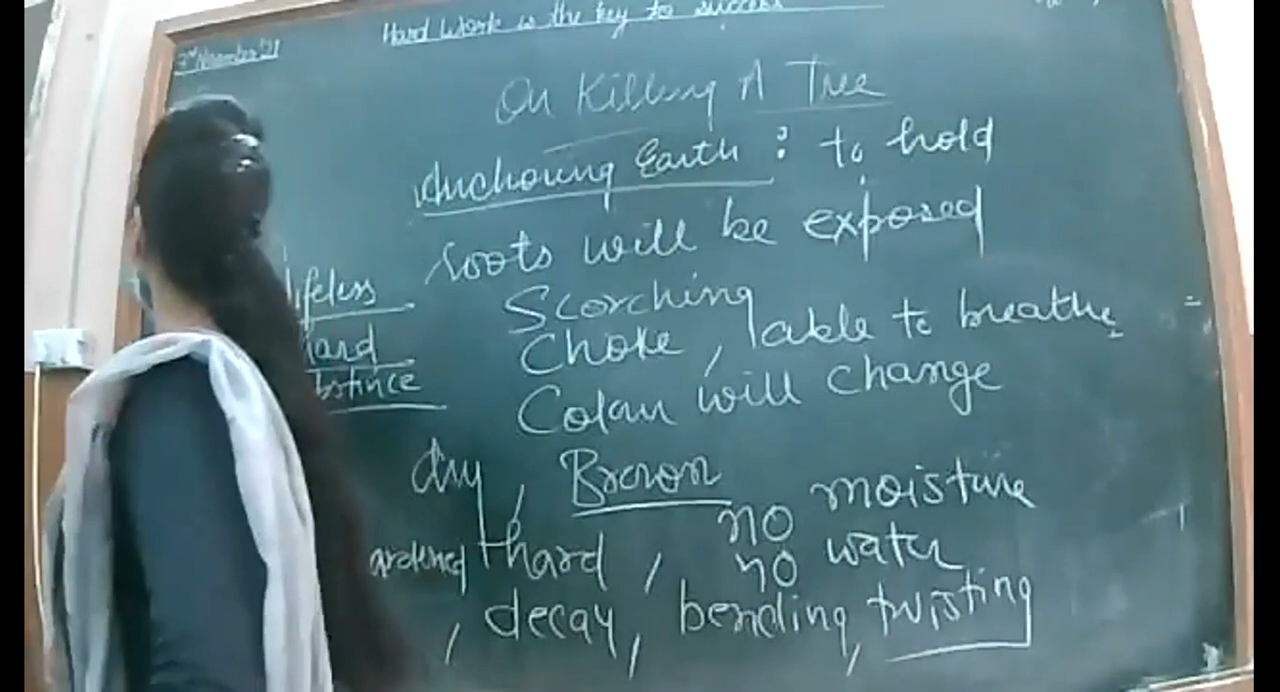 Hard Work is the key to success
November '21
On Killing A Tree
Anchoring Earth : to hold
roots will be exposed
lifeless
Scorching
hard
Choke, able to breathe
Colour will change
dry, Brown
no moisture
hard, no water
, decay, bending, twisting